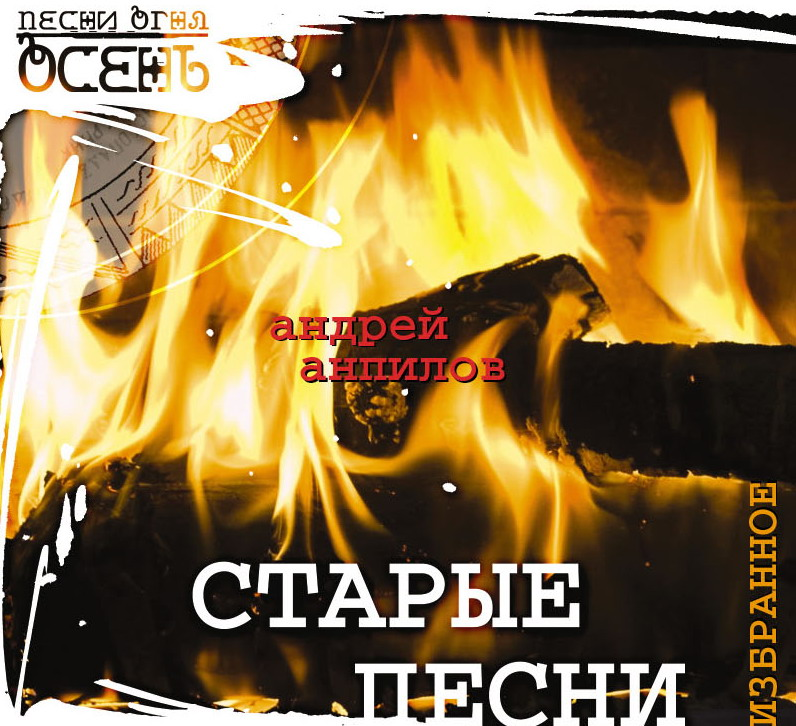 ПЕСНИ ОГНЯ
ОСЕНЬ
андрей
анпилов
СТАРЫЕ
ПЕСНИ
ИЗБРАННОЕ